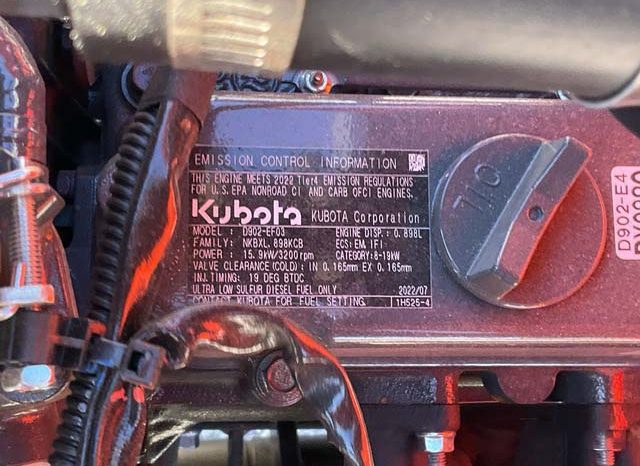 EMISSION CONTROL INFORMATION
THIS ENGINE MEETS 2022 Tier4 EMISSION REGULATIONS
FOR U.S. EPA NONROAD CI AND CARB OFCI ENGINES.
Kubota KUBOTA Corporation
MODEL : D902-EF03 ENGINE DISP.: 0.898L
FAMILY: NKBXL.898KCB ECS: EM, IFI
POWER : 15.9kW/3200rpm CATEGORY: 8-19kW
VALVE CLEARANCE (COLD) : IN 0.165mm EX 0.165mm
INJ.TIMING: 19 DEG BTDC
ULTRA LOW SULFUR DIESEL FUEL ONLY 2022/07
CONTACT KUBOTA FOR FUEL SETTING. 1H525-4
OIL
D902-E4